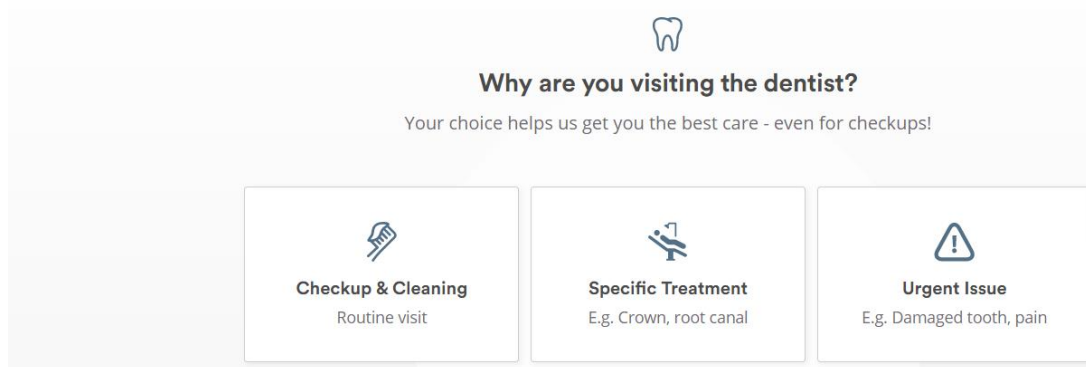 Why are you visiting the dentist?
Your choice helps us get you the best care - even for checkups!
Checkup & Cleaning
Routine visit
Specific Treatment
E.g. Crown, root canal
Urgent Issue
E.g. Damaged tooth, pain